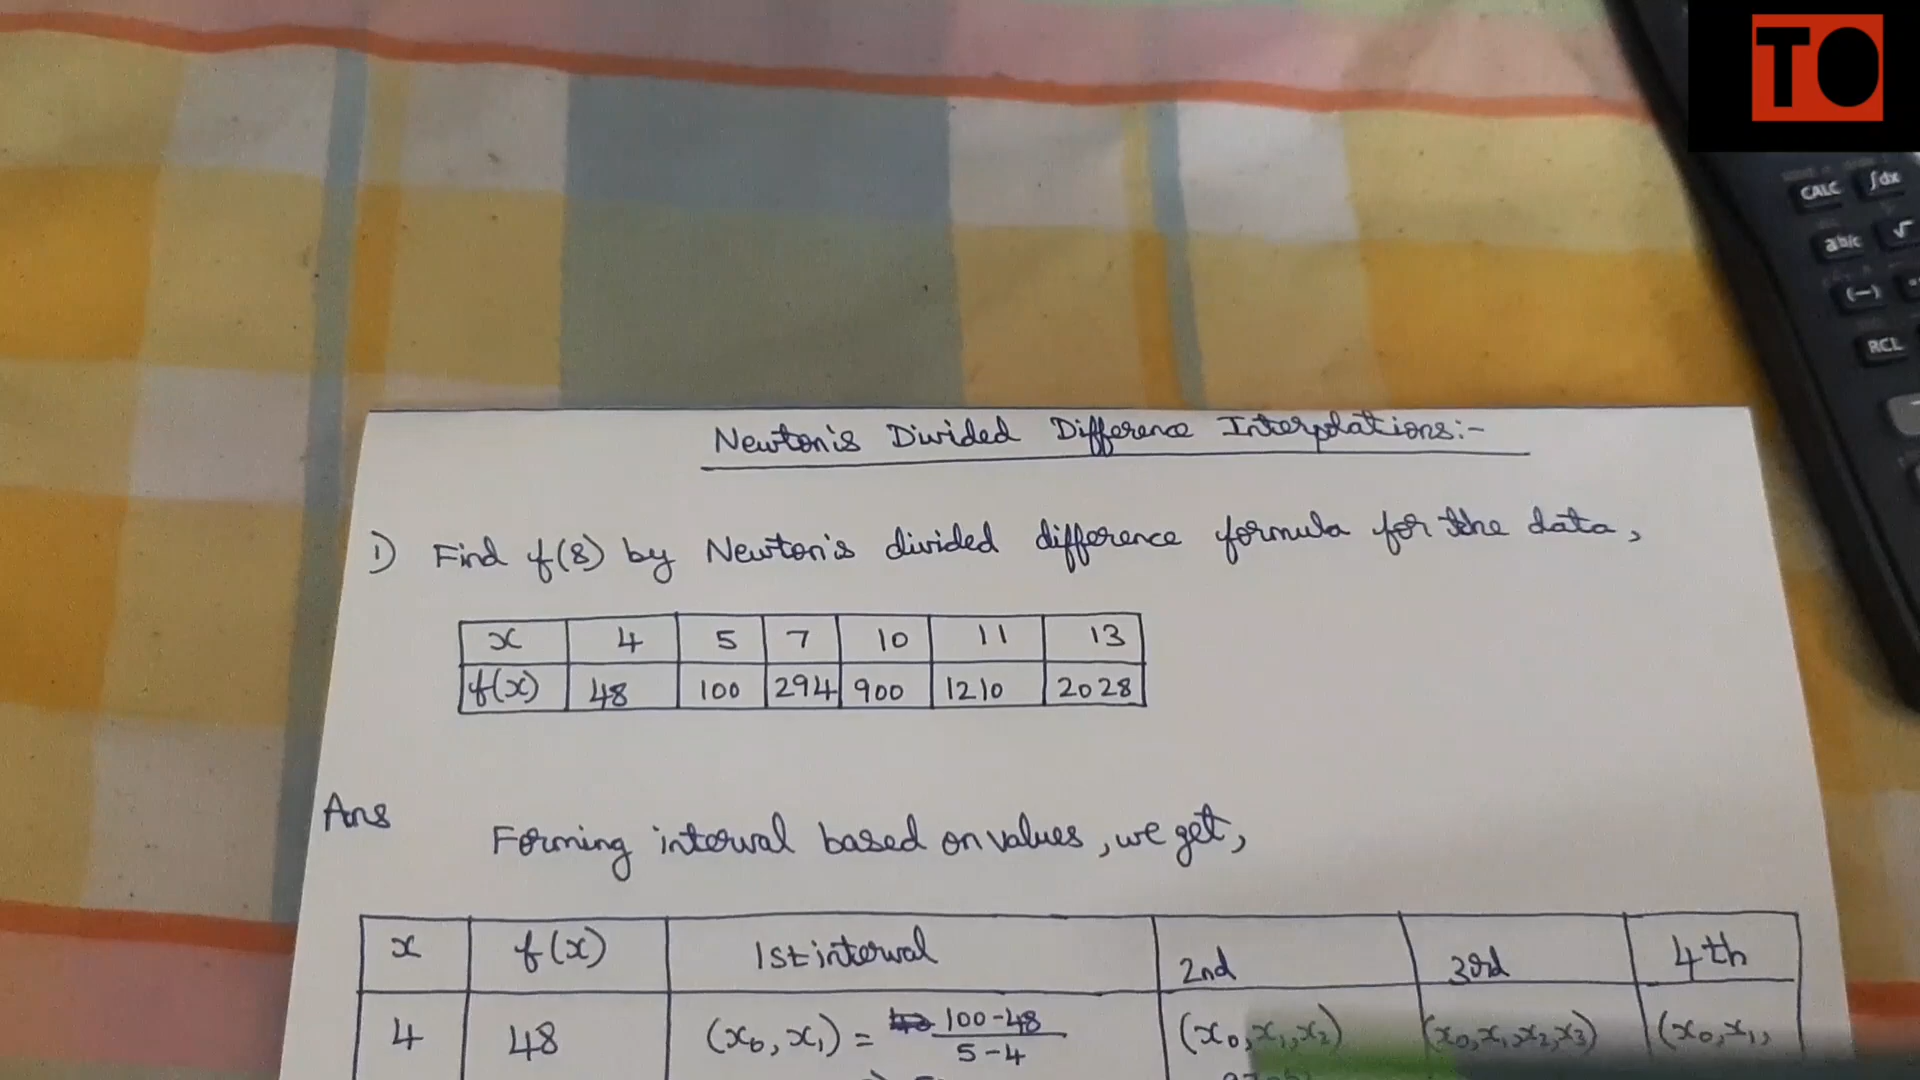 TO
CALC ∫dx
ab/c √
(−)
RCL
Newton's Divided Difference Interpolations:-
1) Find f(8) by Newton's divided difference formula for the data,
x 4 5 7 10 11 13
f(x) 48 100 294 900 1210 2028
Ans
Forming interval based on values, we get,
x f(x) 1st interval 2nd 3rd 4th
4 48 (x₀, x₁) = 100-48 / 5-4 (x₀, x₁, x₂) (x₀, x₁, x₂, x₃) (x₀, x₁,